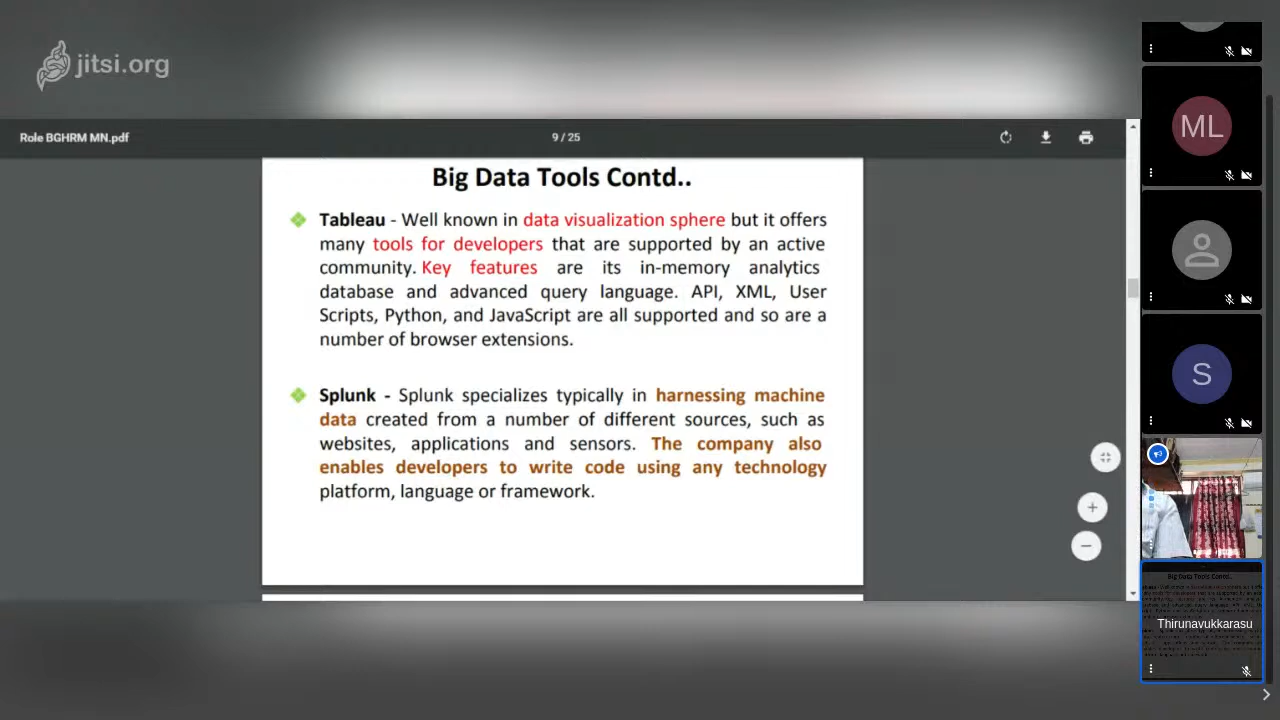 jitsi.org
Role BGHRM MN.pdf
9 / 25
Big Data Tools Contd..
Tableau - Well known in data visualization sphere but it offers
many tools for developers that are supported by an active
community. Key features are its in-memory analytics
database and advanced query language. API, XML, User
Scripts, Python, and JavaScript are all supported and so are a
number of browser extensions.
Splunk - Splunk specializes typically in harnessing machine
data created from a number of different sources, such as
websites, applications and sensors. The company also
enables developers to write code using any technology
platform, language or framework.
ML
S
Big Data Tools Contd..
Thirunavukkarasu